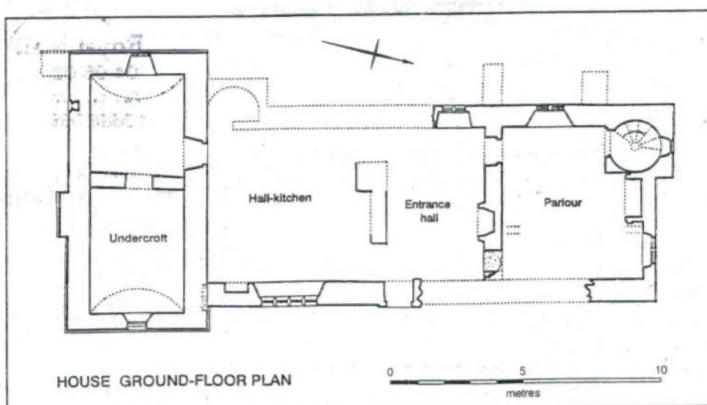 Hall-kitchen
Entrance
hall
Parlour
Undercroft
HOUSE GROUND-FLOOR PLAN
0 5 10
metres